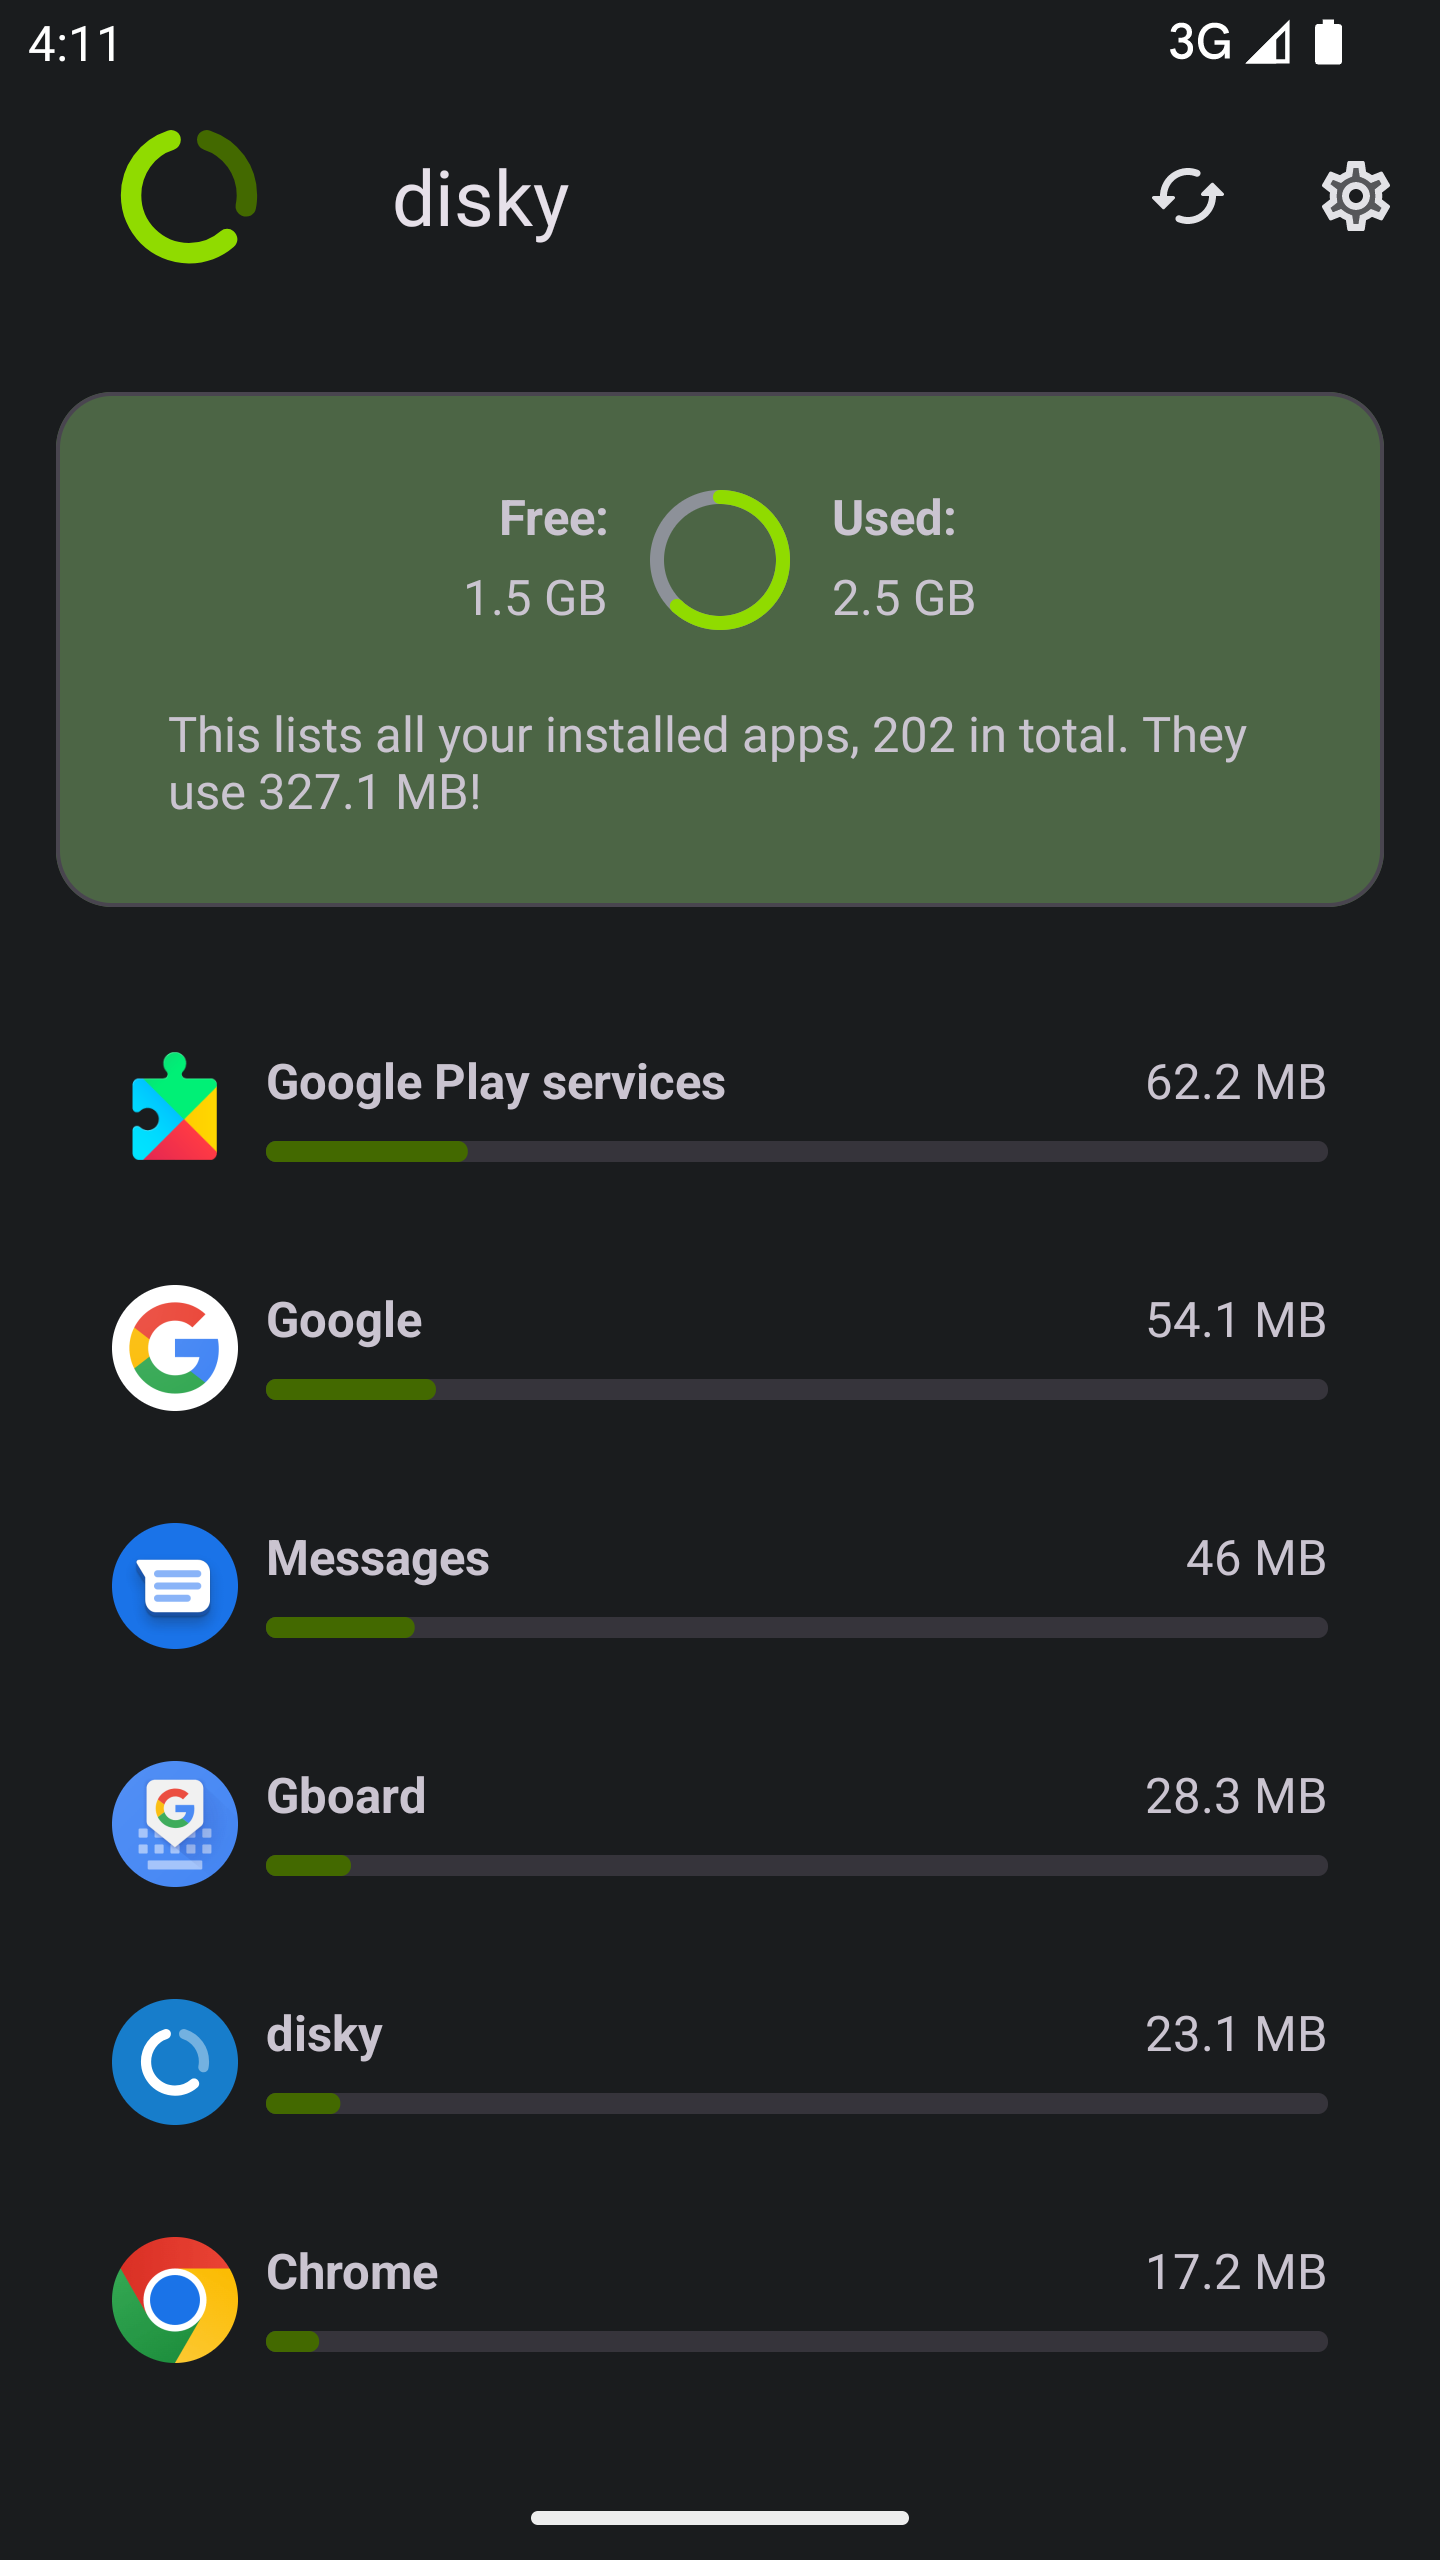 4:11
3G
disky
Free:
Used:
1.5 GB
2.5 GB
This lists all your installed apps, 202 in total. They
use 327.1 MB!
Google Play services
62.2 MB
Google
54.1 MB
Messages
46 MB
Gboard
28.3 MB
disky
23.1 MB
Chrome
17.2 MB